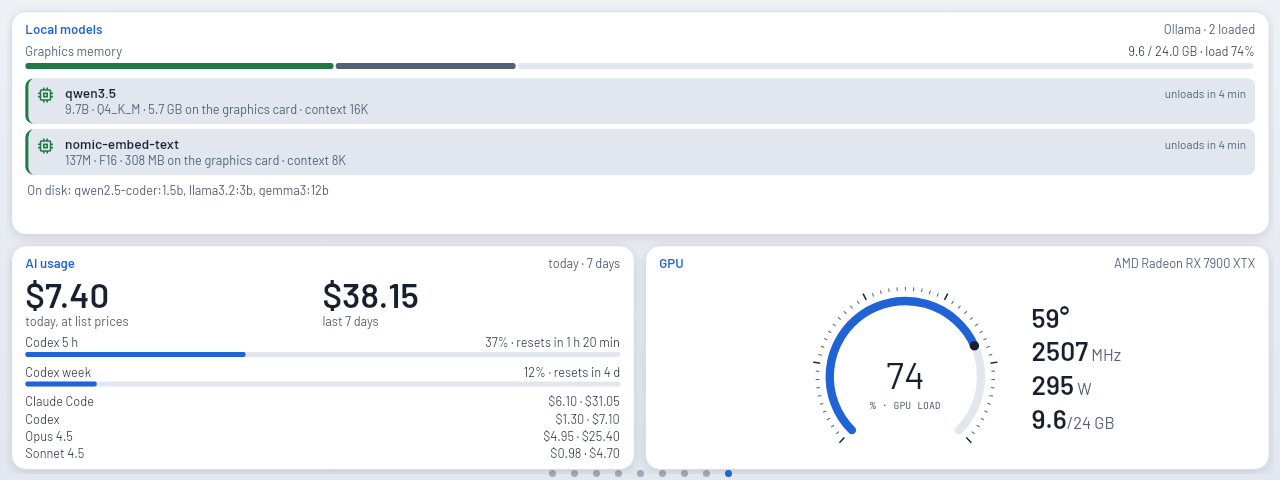 Local models
Ollama · 2 loaded
Graphics memory
9.6 / 24.0 GB · load 74%
qwen3.5
unloads in 4 min
9.7B · Q4_K_M · 5.7 GB on the graphics card · context 16K
nomic-embed-text
unloads in 4 min
137M · F16 · 308 MB on the graphics card · context 8K
On disk: qwen2.5-coder:1.5b, llama3.2:3b, gemma3:12b
AI usage
today · 7 days
$7.40
$38.15
today, at list prices
last 7 days
Codex 5 h
37% · resets in 1 h 20 min
Codex week
12% · resets in 4 d
Claude Code
$6.10 · $31.05
Codex
$1.30 · $7.10
Opus 4.5
$4.95 · $25.40
Sonnet 4.5
$0.98 · $4.70
GPU
AMD Radeon RX 7900 XTX
74
% · GPU LOAD
59°
2507 MHz
295 W
9.6/24 GB